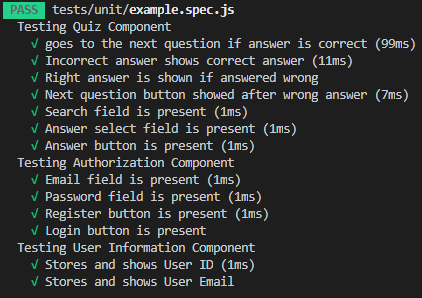 PASS tests/unit/example.spec.js
Testing Quiz Component
√ goes to the next question if answer is correct (99ms)
√ Incorrect answer shows correct answer (11ms)
√ Right answer is shown if answered wrong
√ Next question button showed after wrong answer (7ms)
√ Search field is present (1ms)
√ Answer select field is present (1ms)
√ Answer button is present (1ms)
Testing Authorization Component
√ Email field is present (1ms)
√ Password field is present (1ms)
√ Register button is present (1ms)
√ Login button is present
Testing User Information Component
√ Stores and shows User ID (1ms)
√ Stores and shows User Email